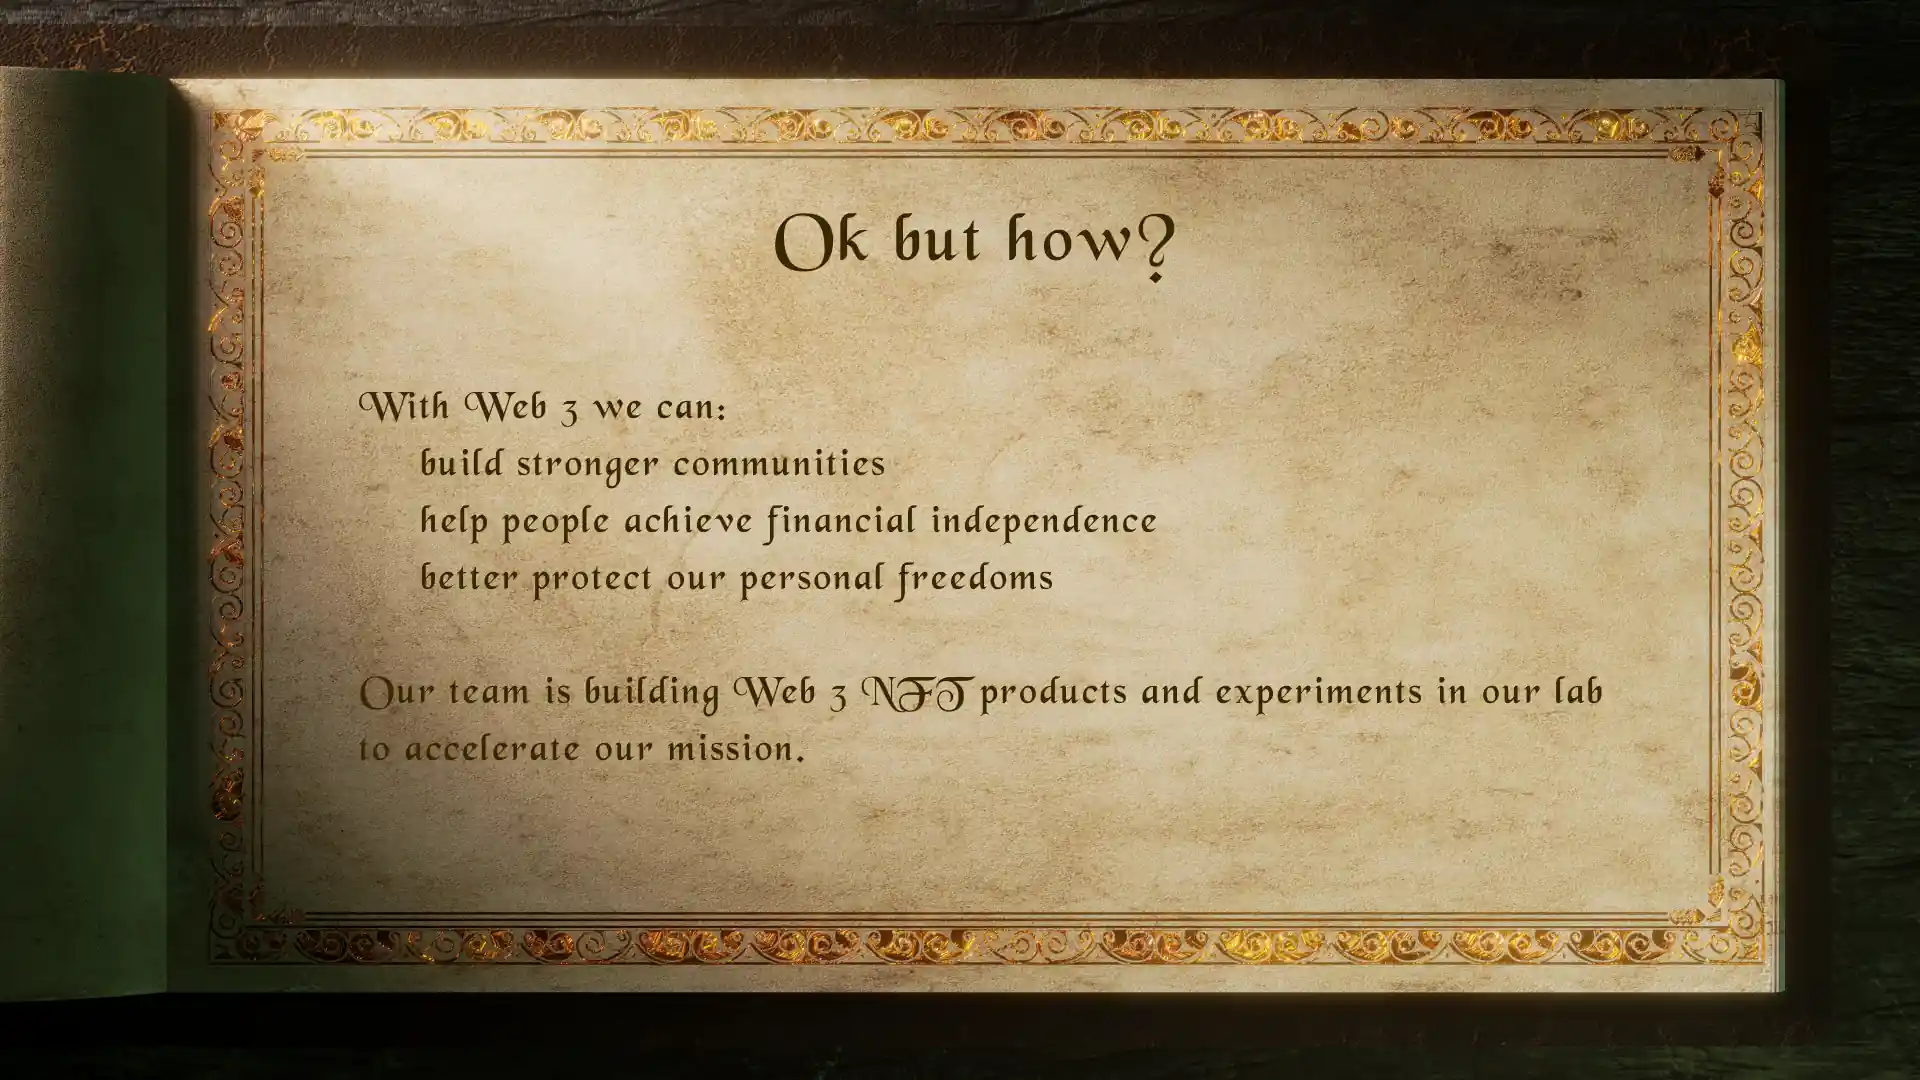 Ok but how?
With Web 3 we can:
build stronger communities
help people achieve financial independence
better protect our personal freedoms
Our team is building Web 3 NFT products and experiments in our lab
to accelerate our mission.